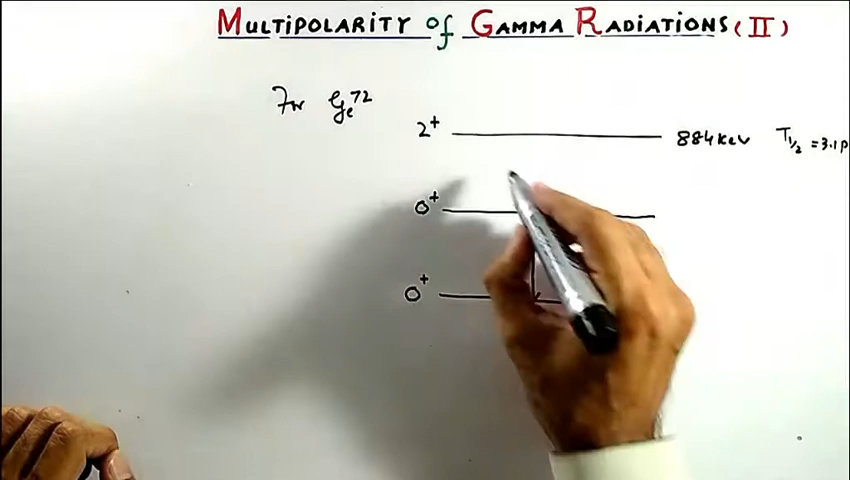 MULTIPOLARITY of GAMMA RADIATIONS (II)
For Ge72
2+ 884 keV T1/2 = 3.1p
0+
0+